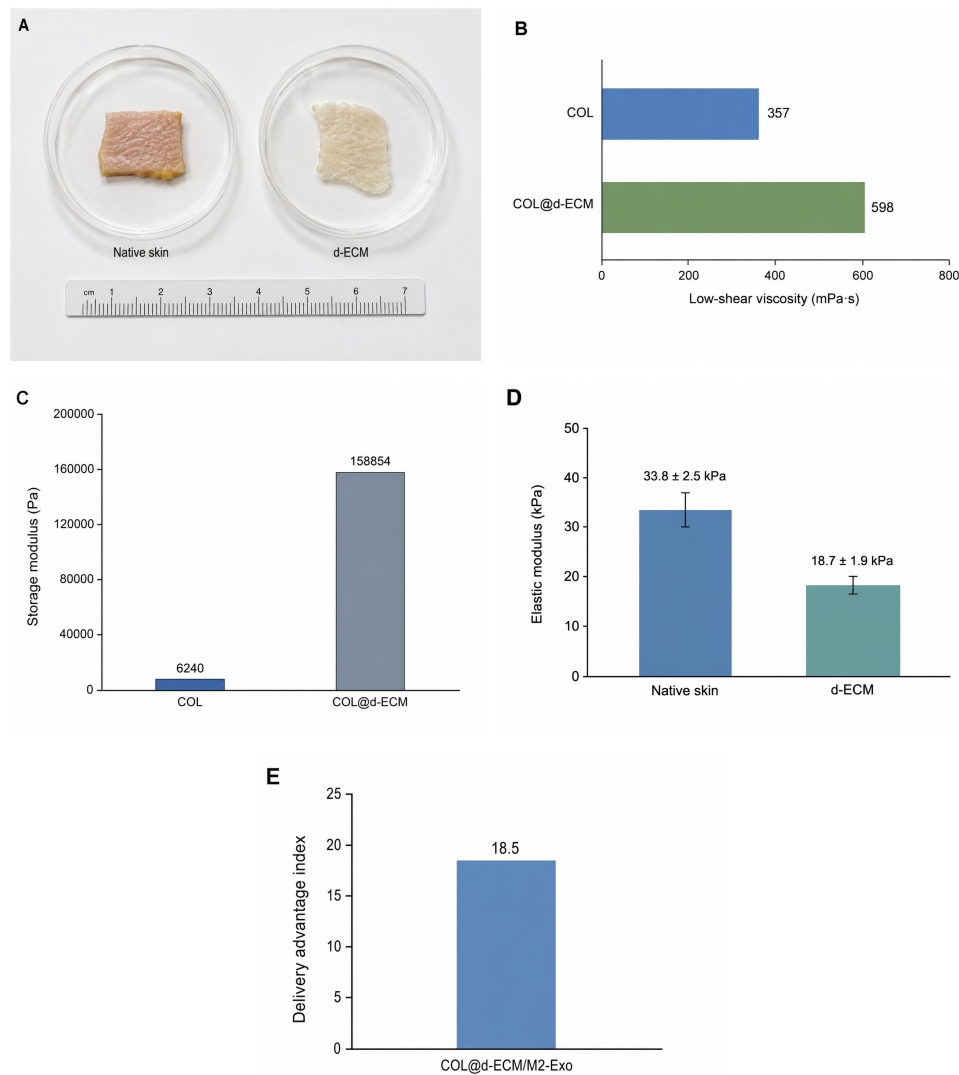 A
Native skin
d-ECM
cm 1 2 3 4 5 6 7
B
COL
357
COL@d-ECM
598
0 200 400 600 800
Low-shear viscosity (mPa·s)
C
Storage modulus (Pa)
200000
160000
120000
80000
40000
0
6240
158854
COL
COL@d-ECM
D
Elastic modulus (kPa)
50
40
30
20
10
0
33.8 ± 2.5 kPa
18.7 ± 1.9 kPa
Native skin
d-ECM
E
Delivery advantage index
25
20
15
10
5
0
18.5
COL@d-ECM/M2-Exo